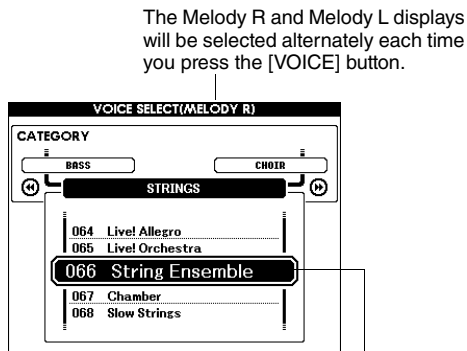 The Melody R and Melody L displays
will be selected alternately each time
you press the [VOICE] button.
VOICE SELECT(MELODY R)
CATEGORY
BASS
CHOIR
STRINGS
064 Live! Allegro
065 Live! Orchestra
066 String Ensemble
067 Chamber
068 Slow Strings